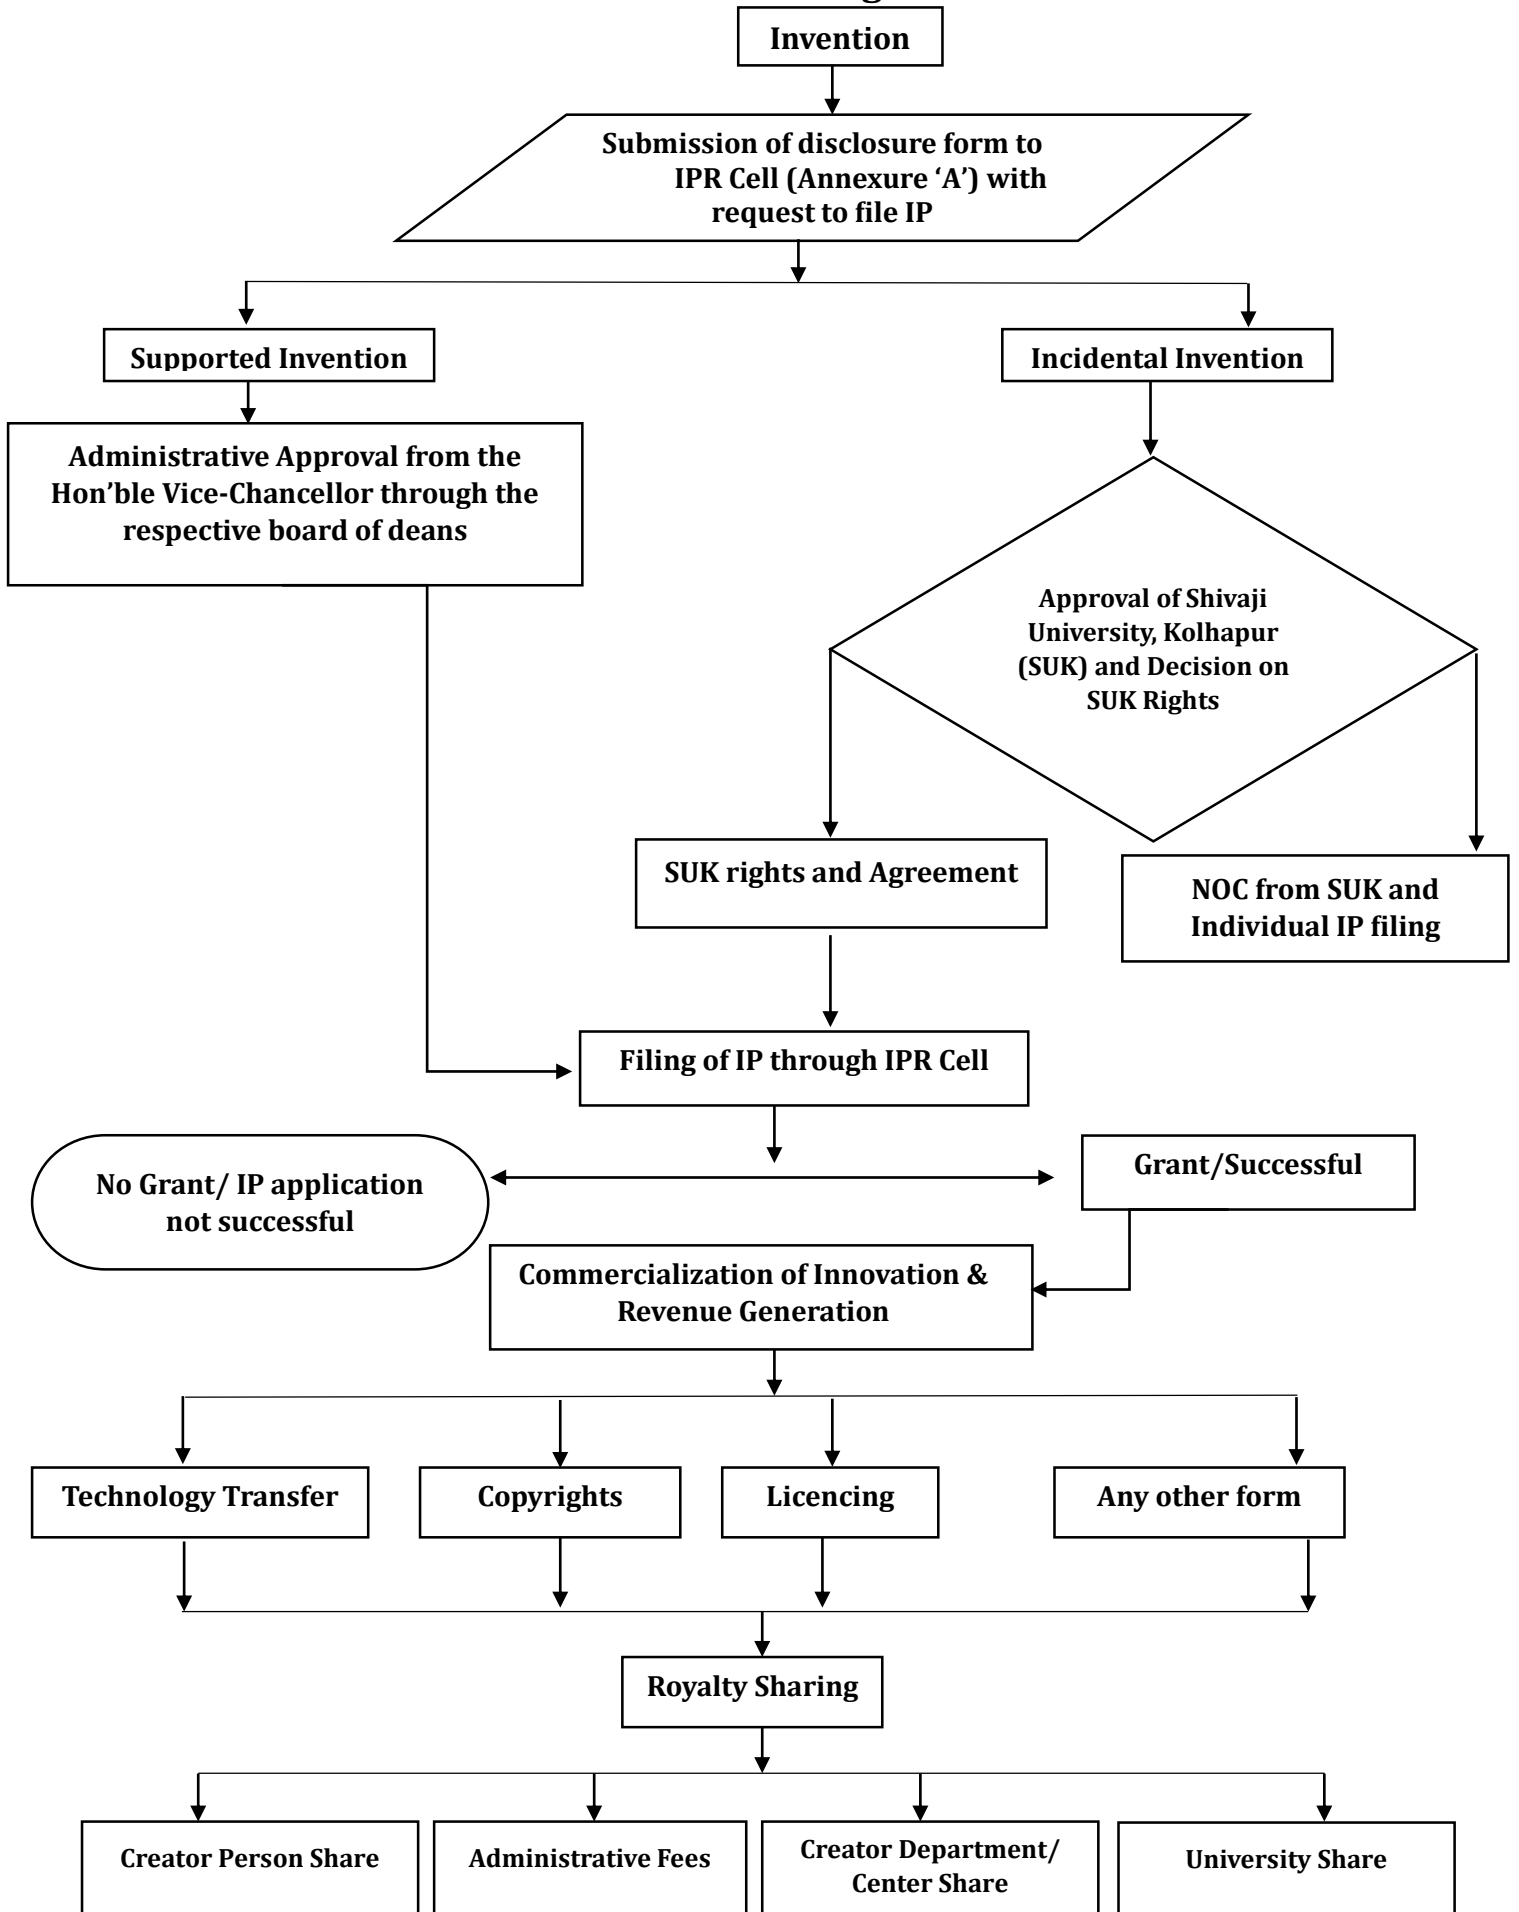 Invention
Submission of disclosure form to
IPR Cell (Annexure ‘A’) with
request to file IP
Supported Invention
Incidental Invention
Administrative Approval from the
Hon’ble Vice-Chancellor through the
respective board of deans
Approval of Shivaji
University, Kolhapur
(SUK) and Decision on
SUK Rights
SUK rights and Agreement
NOC from SUK and
Individual IP filing
Filing of IP through IPR Cell
No Grant/ IP application
not successful
Grant/Successful
Commercialization of Innovation &
Revenue Generation
Technology Transfer
Copyrights
Licencing
Any other form
Royalty Sharing
Creator Person Share
Administrative Fees
Creator Department/
Center Share
University Share